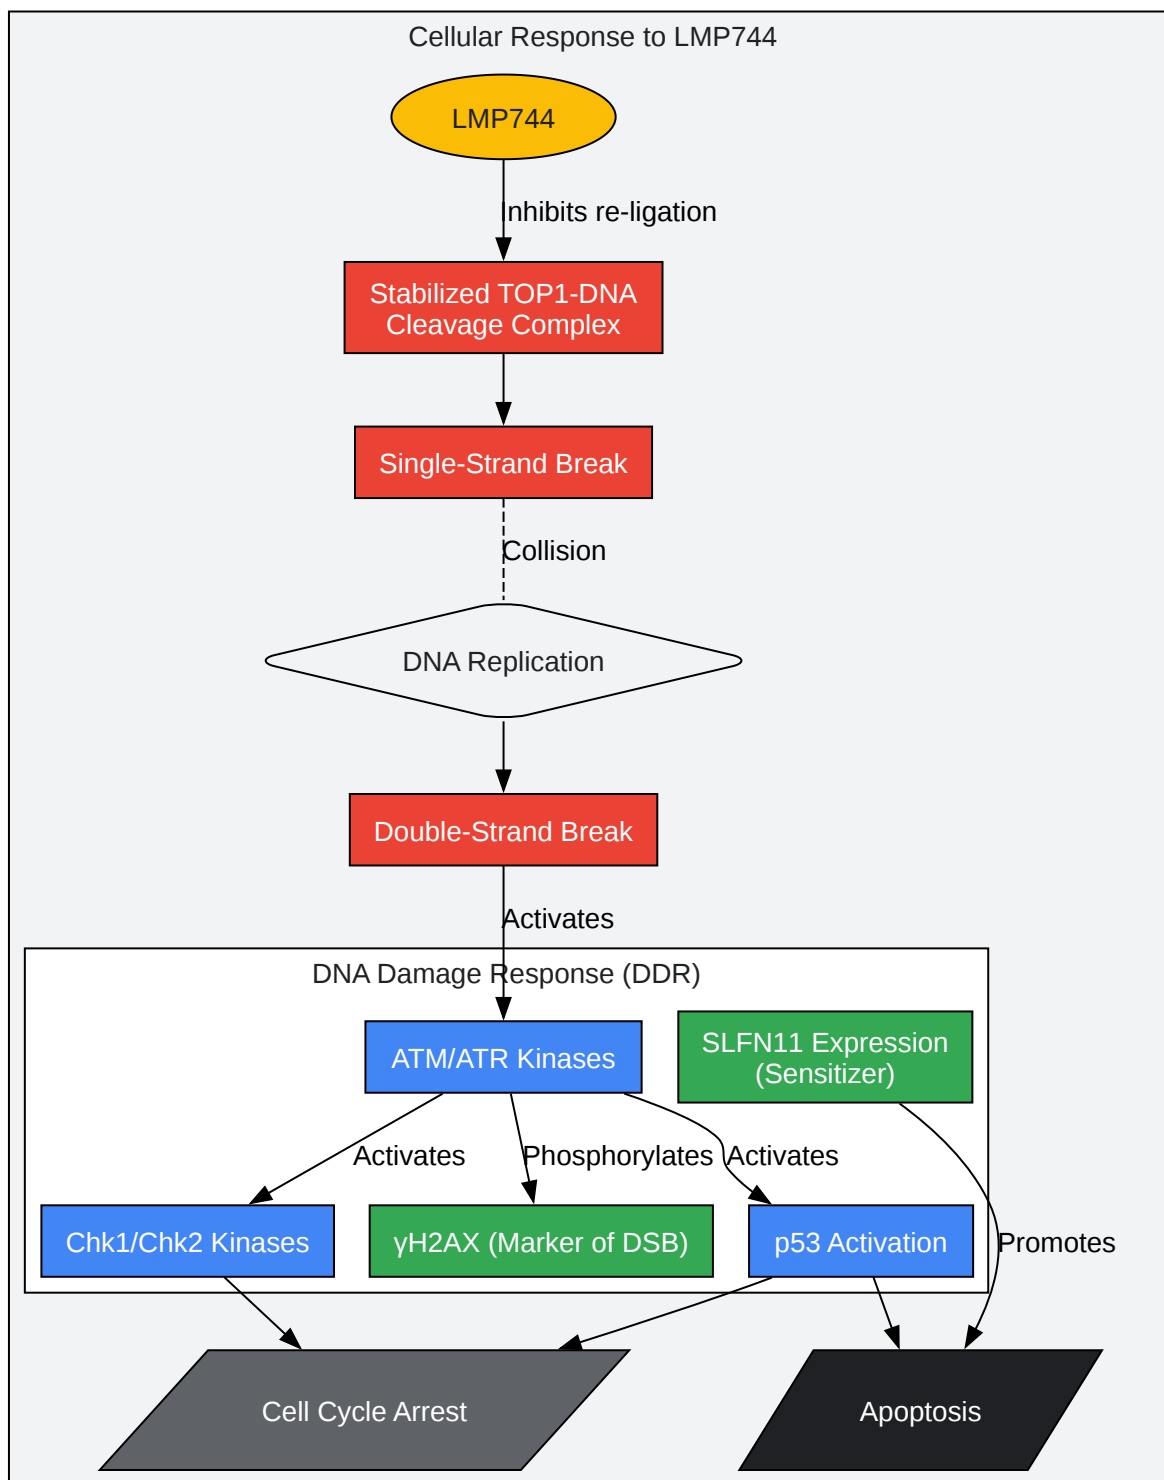 Cellular Response to LMP744
LMP744
Inhibits re-ligation
Stabilized TOP1-DNA
Cleavage Complex
Single-Strand Break
Collision
DNA Replication
Double-Strand Break
Activates
DNA Damage Response (DDR)
ATM/ATR Kinases
SLFN11 Expression
(Sensitizer)
Activates
Phosphorylates
Activates
Chk1/Chk2 Kinases
γH2AX (Marker of DSB)
p53 Activation
Promotes
Cell Cycle Arrest
Apoptosis